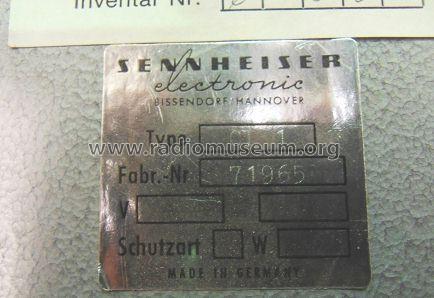 Inventar Nr.
SENNHEISER
electronic
BISSENDORF/HANNOVER
Type
www.radiomuseum.org
Fabr.-Nr 71965
V
Schutzart W
MADE IN GERMANY